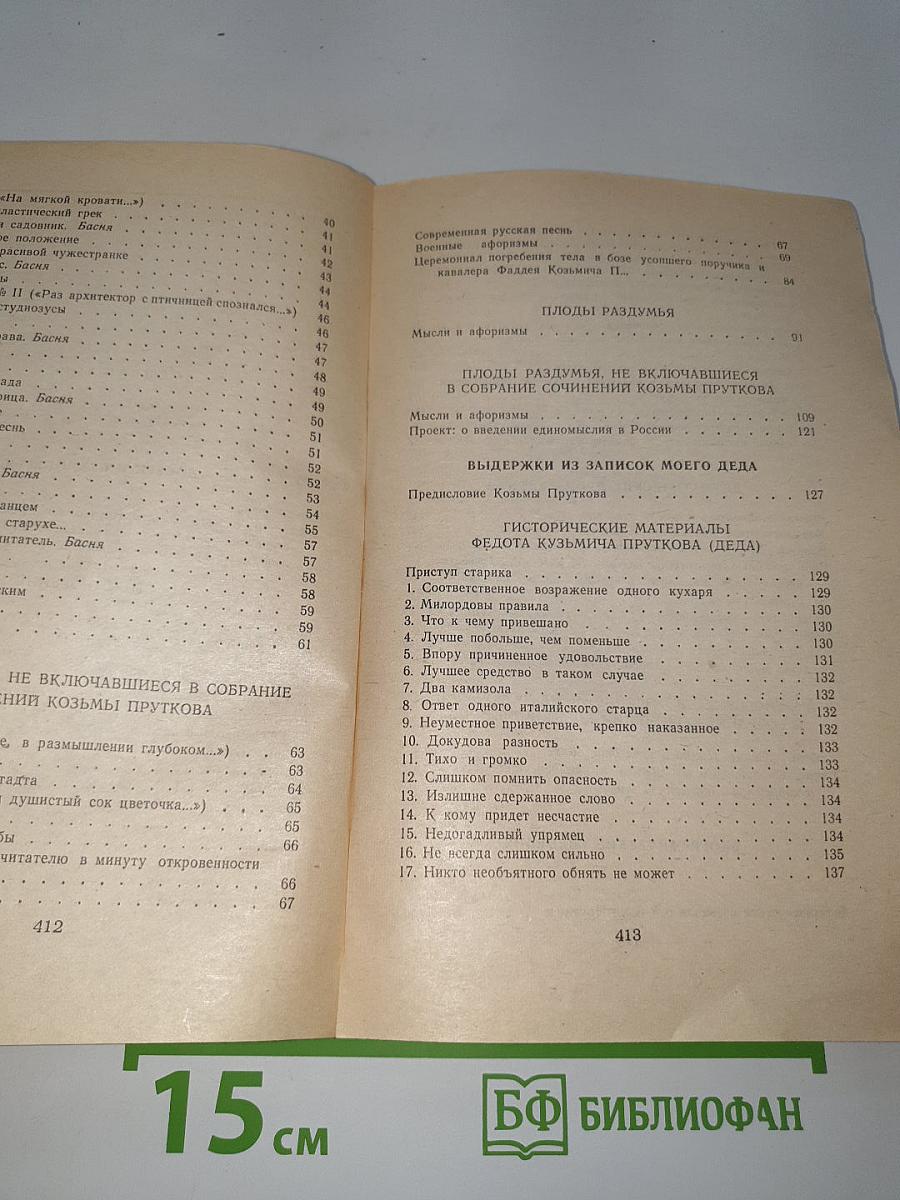 «На мягкой кровати...») . . . . . . . . . . 40
пластический грек . . . . . . . . . . 41
и садовник. Басня . . . . . . . . . . 41
ое положение . . . . . . . . . . 42
красивой чужестранке . . . . . . . . . . 43
с. Басня . . . . . . . . . . 44
ы . . . . . . . . . . 44
№ II («Раз архитектор с птичницей спознался...») 46
студиозусы . . . . . . . . . . 46
. . . . . . . . . . 47
рава. Басня . . . . . . . . . . 47
. . . . . . . . . . 48
ада . . . . . . . . . . 49
рица. Басня . . . . . . . . . . 49
е . . . . . . . . . . 50
еснь . . . . . . . . . . 51
. . . . . . . . . . 51
. . . . . . . . . . 52
Басня . . . . . . . . . . 52
. . . . . . . . . . 53
анцем . . . . . . . . . . 54
старухе... . . . . . . . . . . 55
читатель. Басня . . . . . . . . . . 57
. . . . . . . . . . 57
. . . . . . . . . . 58
ским . . . . . . . . . . 58
. . . . . . . . . . 59
. . . . . . . . . . 59
. . . . . . . . . . 61
НЕ ВКЛЮЧАВШИЕСЯ В СОБРАНИЕ
ЕНИЙ КОЗЬМЫ ПРУТКОВА
е, в размышлении глубоком...») . . 63
. . . . . . . . . . 63
тадта . . . . . . . . . . 64
и душистый сок цветочка...») . . . 65
. . . . . . . . . . 65
бы . . . . . . . . . . 66
читателю в минуту откровенности
. . . . . . . . . . 66
. . . . . . . . . . 67
412
Современная русская песнь . . . . . . . . . . 67
Военные афоризмы . . . . . . . . . . 69
Церемониал погребения тела в бозе усопшего поручика и
кавалера Фаддея Козьмича П... . . . . . . . . . . 84
ПЛОДЫ РАЗДУМЬЯ
Мысли и афоризмы . . . . . . . . . . 91
ПЛОДЫ РАЗДУМЬЯ, НЕ ВКЛЮЧАВШИЕСЯ
В СОБРАНИЕ СОЧИНЕНИЙ КОЗЬМЫ ПРУТКОВА
Мысли и афоризмы . . . . . . . . . . 109
Проект: о введении единомыслия в России . . . . . . . 121
ВЫДЕРЖКИ ИЗ ЗАПИСОК МОЕГО ДЕДА
Предисловие Козьмы Пруткова . . . . . . . . . . 127
ГИСТОРИЧЕСКИЕ МАТЕРИАЛЫ
ФЕДОТА КУЗЬМИЧА ПРУТКОВА (ДЕДА)
Приступ старика . . . . . . . . . . 129
1. Соответственное возражение одного кухаря . . . . . . . 129
2. Милордовы правила . . . . . . . . . . 130
3. Что к чему привешано . . . . . . . . . . 130
4. Лучше побольше, чем поменьше . . . . . . . . . . 130
5. Впору причиненное удовольствие . . . . . . . . . . 131
6. Лучшее средство в таком случае . . . . . . . . . . 132
7. Два камизола . . . . . . . . . . 132
8. Ответ одного италийского старца . . . . . . . . . 132
9. Неуместное приветствие, крепко наказанное . . . . . . 132
10. Докудова разность . . . . . . . . . . 133
11. Тихо и громко . . . . . . . . . . 133
12. Слишком помнить опасность . . . . . . . . . . 134
13. Излишне сдержанное слово . . . . . . . . . . 134
14. К кому придет несчастие . . . . . . . . . . 134
15. Недогадливый упрямец . . . . . . . . . . 134
16. Не всегда слишком сильно . . . . . . . . . . 135
17. Никто необъятного обнять не может . . . . . . . . 137
413
15 см
БФ БИБЛИОФАН